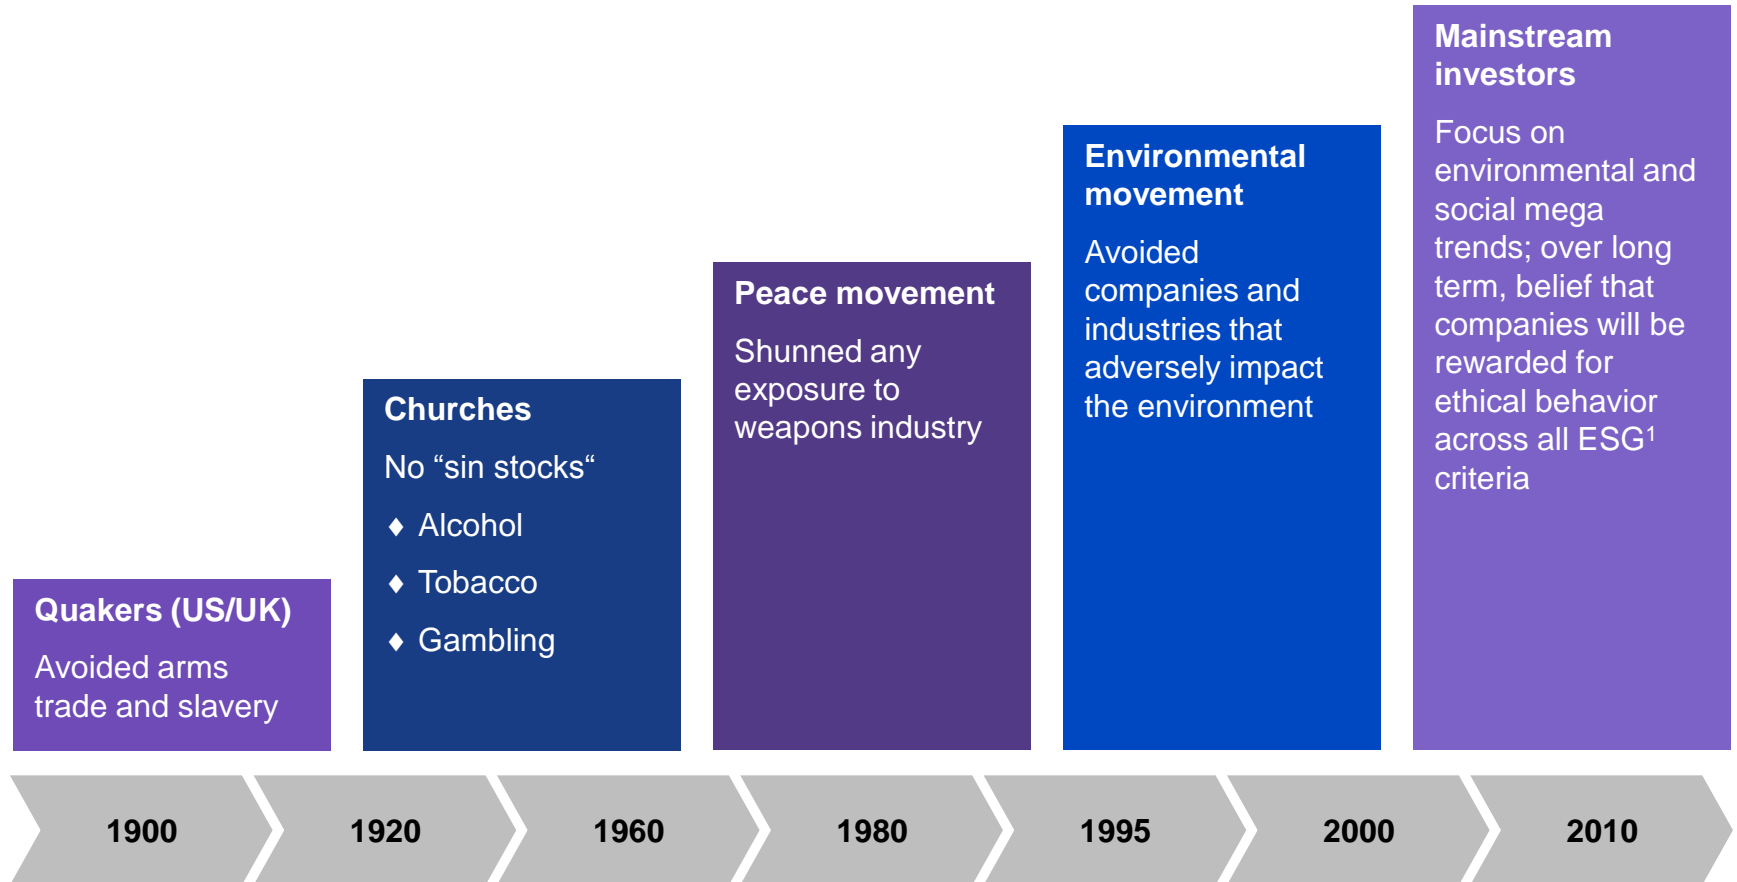 Quakers (US/UK)
Avoided arms
trade and slavery
Churches
No “sin stocks“
♦ Alcohol
♦ Tobacco
♦ Gambling
Peace movement
Shunned any
exposure to
weapons industry
Environmental
movement
Avoided
companies and
industries that
adversely impact
the environment
Mainstream
investors
Focus on
environmental and
social mega
trends; over long
term, belief that
companies will be
rewarded for
ethical behavior
across all ESG¹
criteria
1900
1920
1960
1980
1995
2000
2010